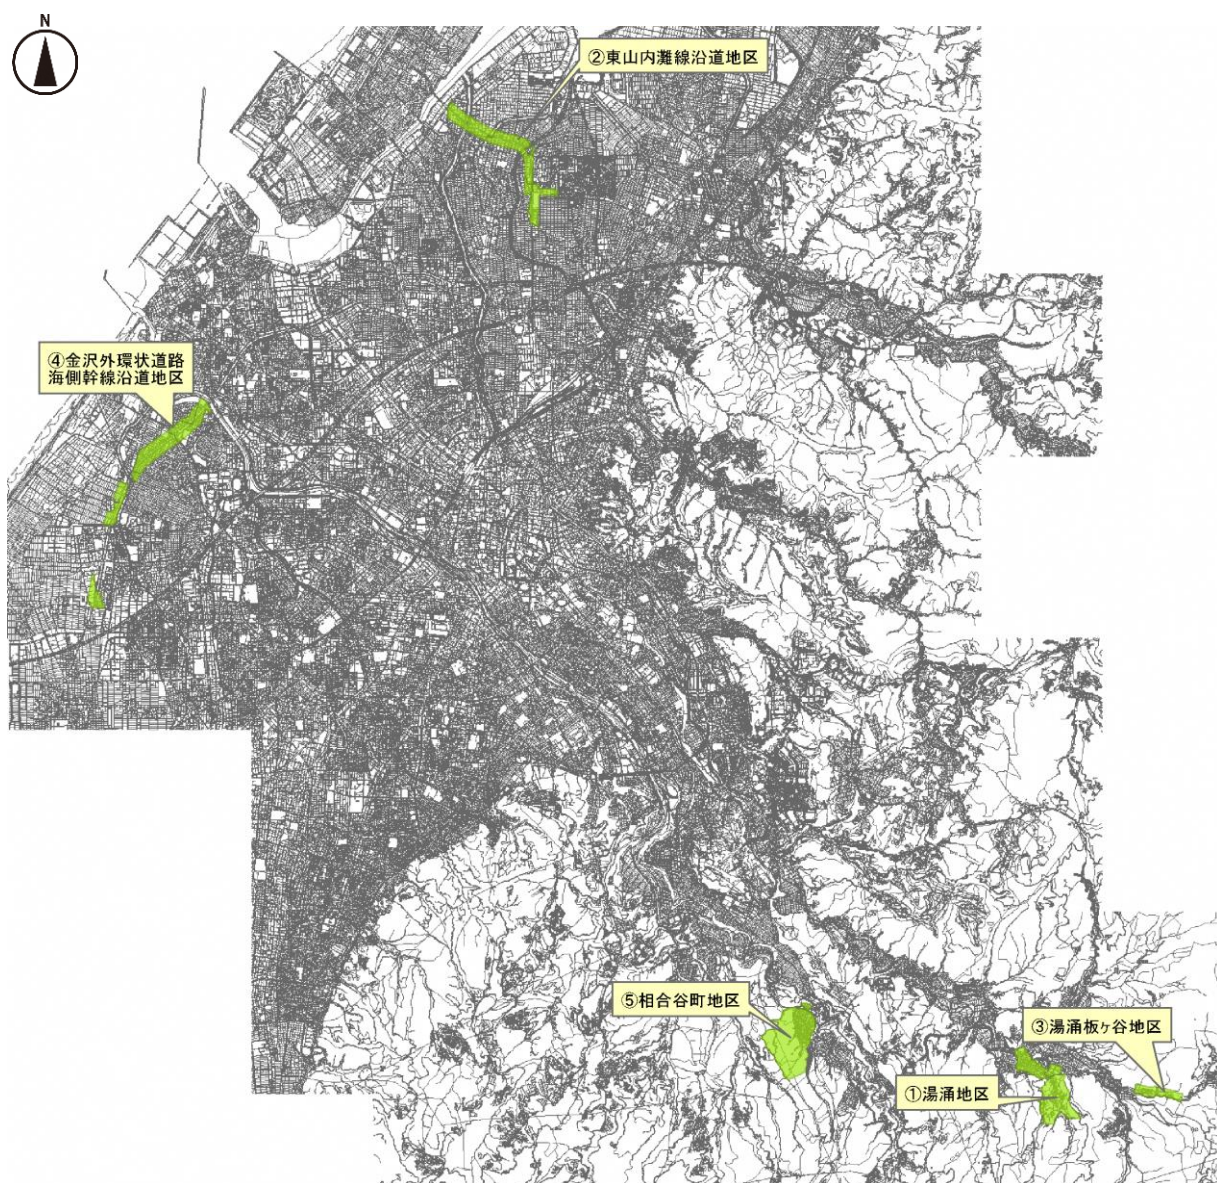 N
②東山内灘線沿道地区
④金沢外環状道路
海側幹線沿道地区
⑤相合谷町地区
③湯涌板ヶ谷地区
①湯涌地区